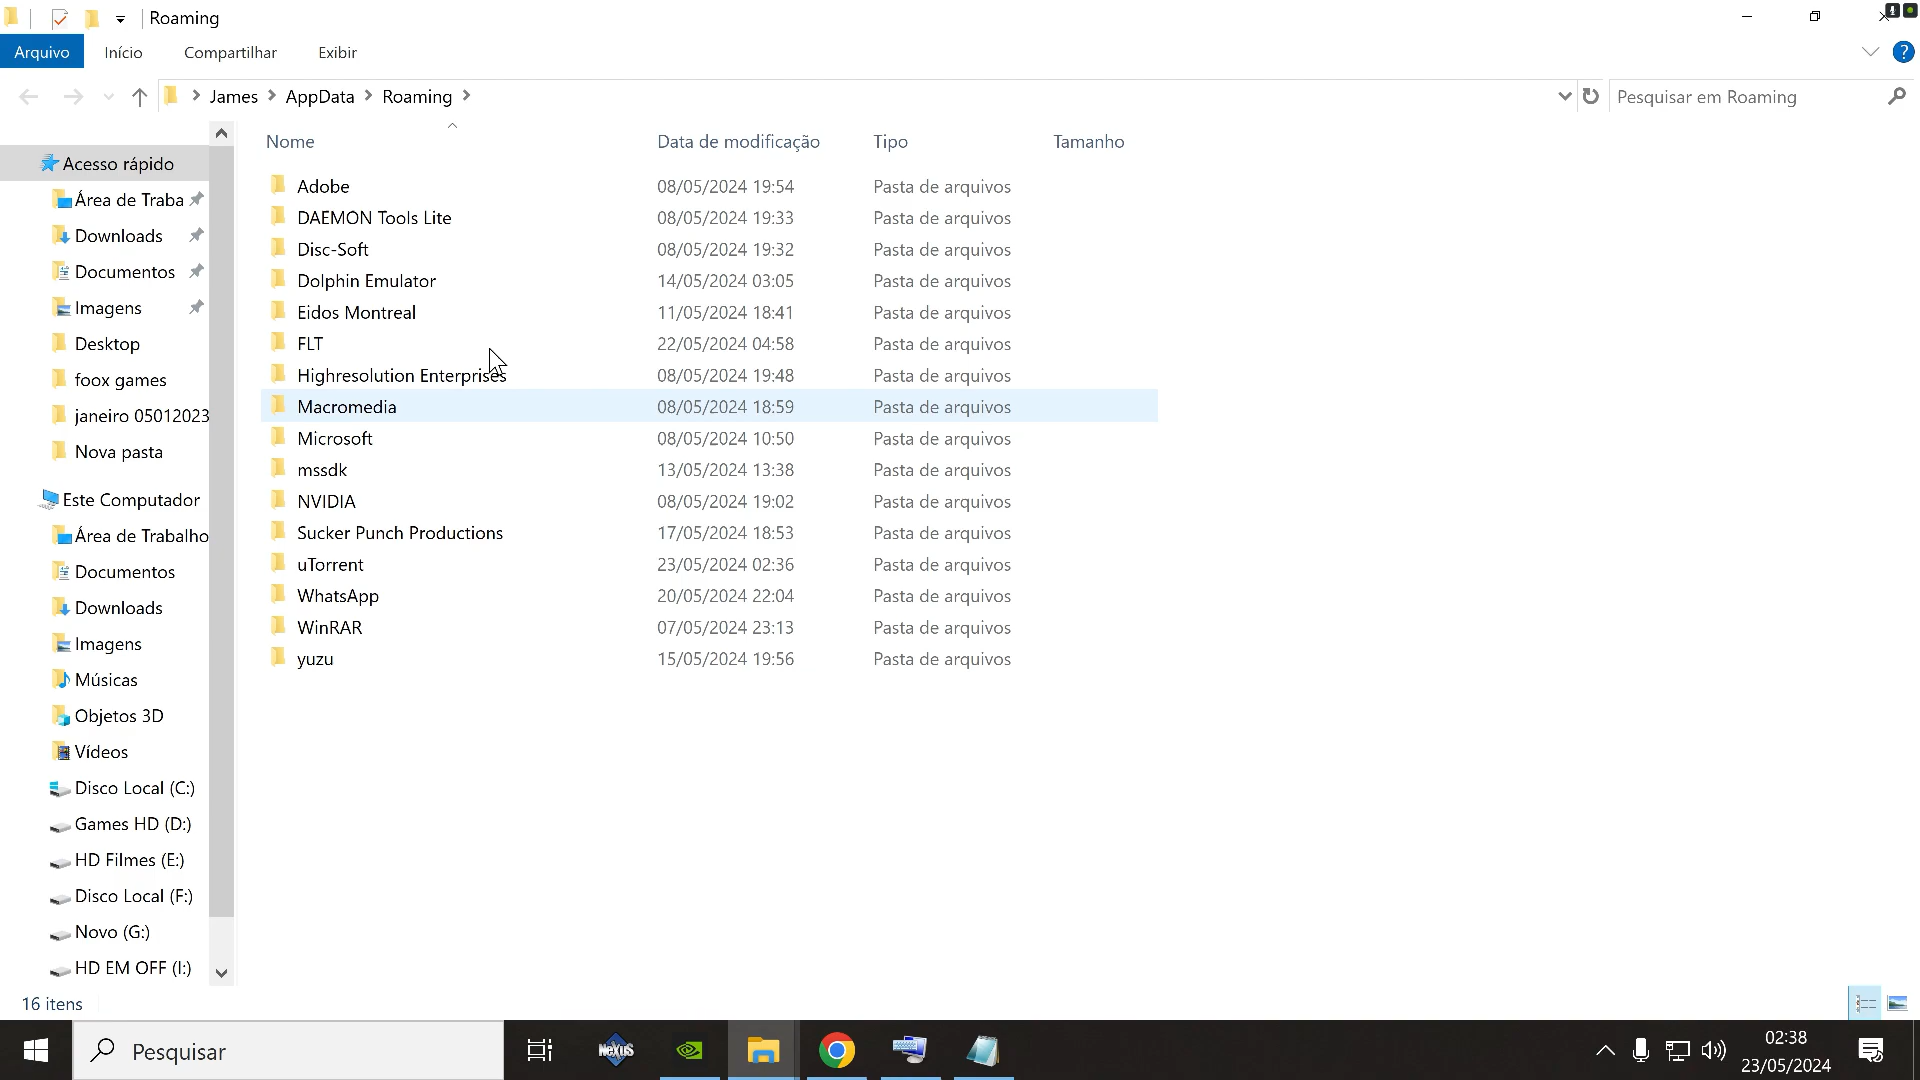 Roaming
Arquivo Início Compartilhar Exibir
James AppData Roaming
Pesquisar em Roaming
Nome Data de modificação Tipo Tamanho
Acesso rápido
Área de Traba
Downloads
Documentos
Imagens
Desktop
foox games
janeiro 05012023
Nova pasta
Este Computador
Área de Trabalho
Documentos
Downloads
Imagens
Músicas
Objetos 3D
Vídeos
Disco Local (C:)
Games HD (D:)
HD Filmes (E:)
Disco Local (F:)
Novo (G:)
HD EM OFF (I:)
Adobe 08/05/2024 19:54 Pasta de arquivos
DAEMON Tools Lite 08/05/2024 19:33 Pasta de arquivos
Disc-Soft 08/05/2024 19:32 Pasta de arquivos
Dolphin Emulator 14/05/2024 03:05 Pasta de arquivos
Eidos Montreal 11/05/2024 18:41 Pasta de arquivos
FLT 22/05/2024 04:58 Pasta de arquivos
Highresolution Enterprises 08/05/2024 19:48 Pasta de arquivos
Macromedia 08/05/2024 18:59 Pasta de arquivos
Microsoft 08/05/2024 10:50 Pasta de arquivos
mssdk 13/05/2024 13:38 Pasta de arquivos
NVIDIA 08/05/2024 19:02 Pasta de arquivos
Sucker Punch Productions 17/05/2024 18:53 Pasta de arquivos
uTorrent 23/05/2024 02:36 Pasta de arquivos
WhatsApp 20/05/2024 22:04 Pasta de arquivos
WinRAR 07/05/2024 23:13 Pasta de arquivos
yuzu 15/05/2024 19:56 Pasta de arquivos
16 itens
Pesquisar
NeXuS
02:38
23/05/2024